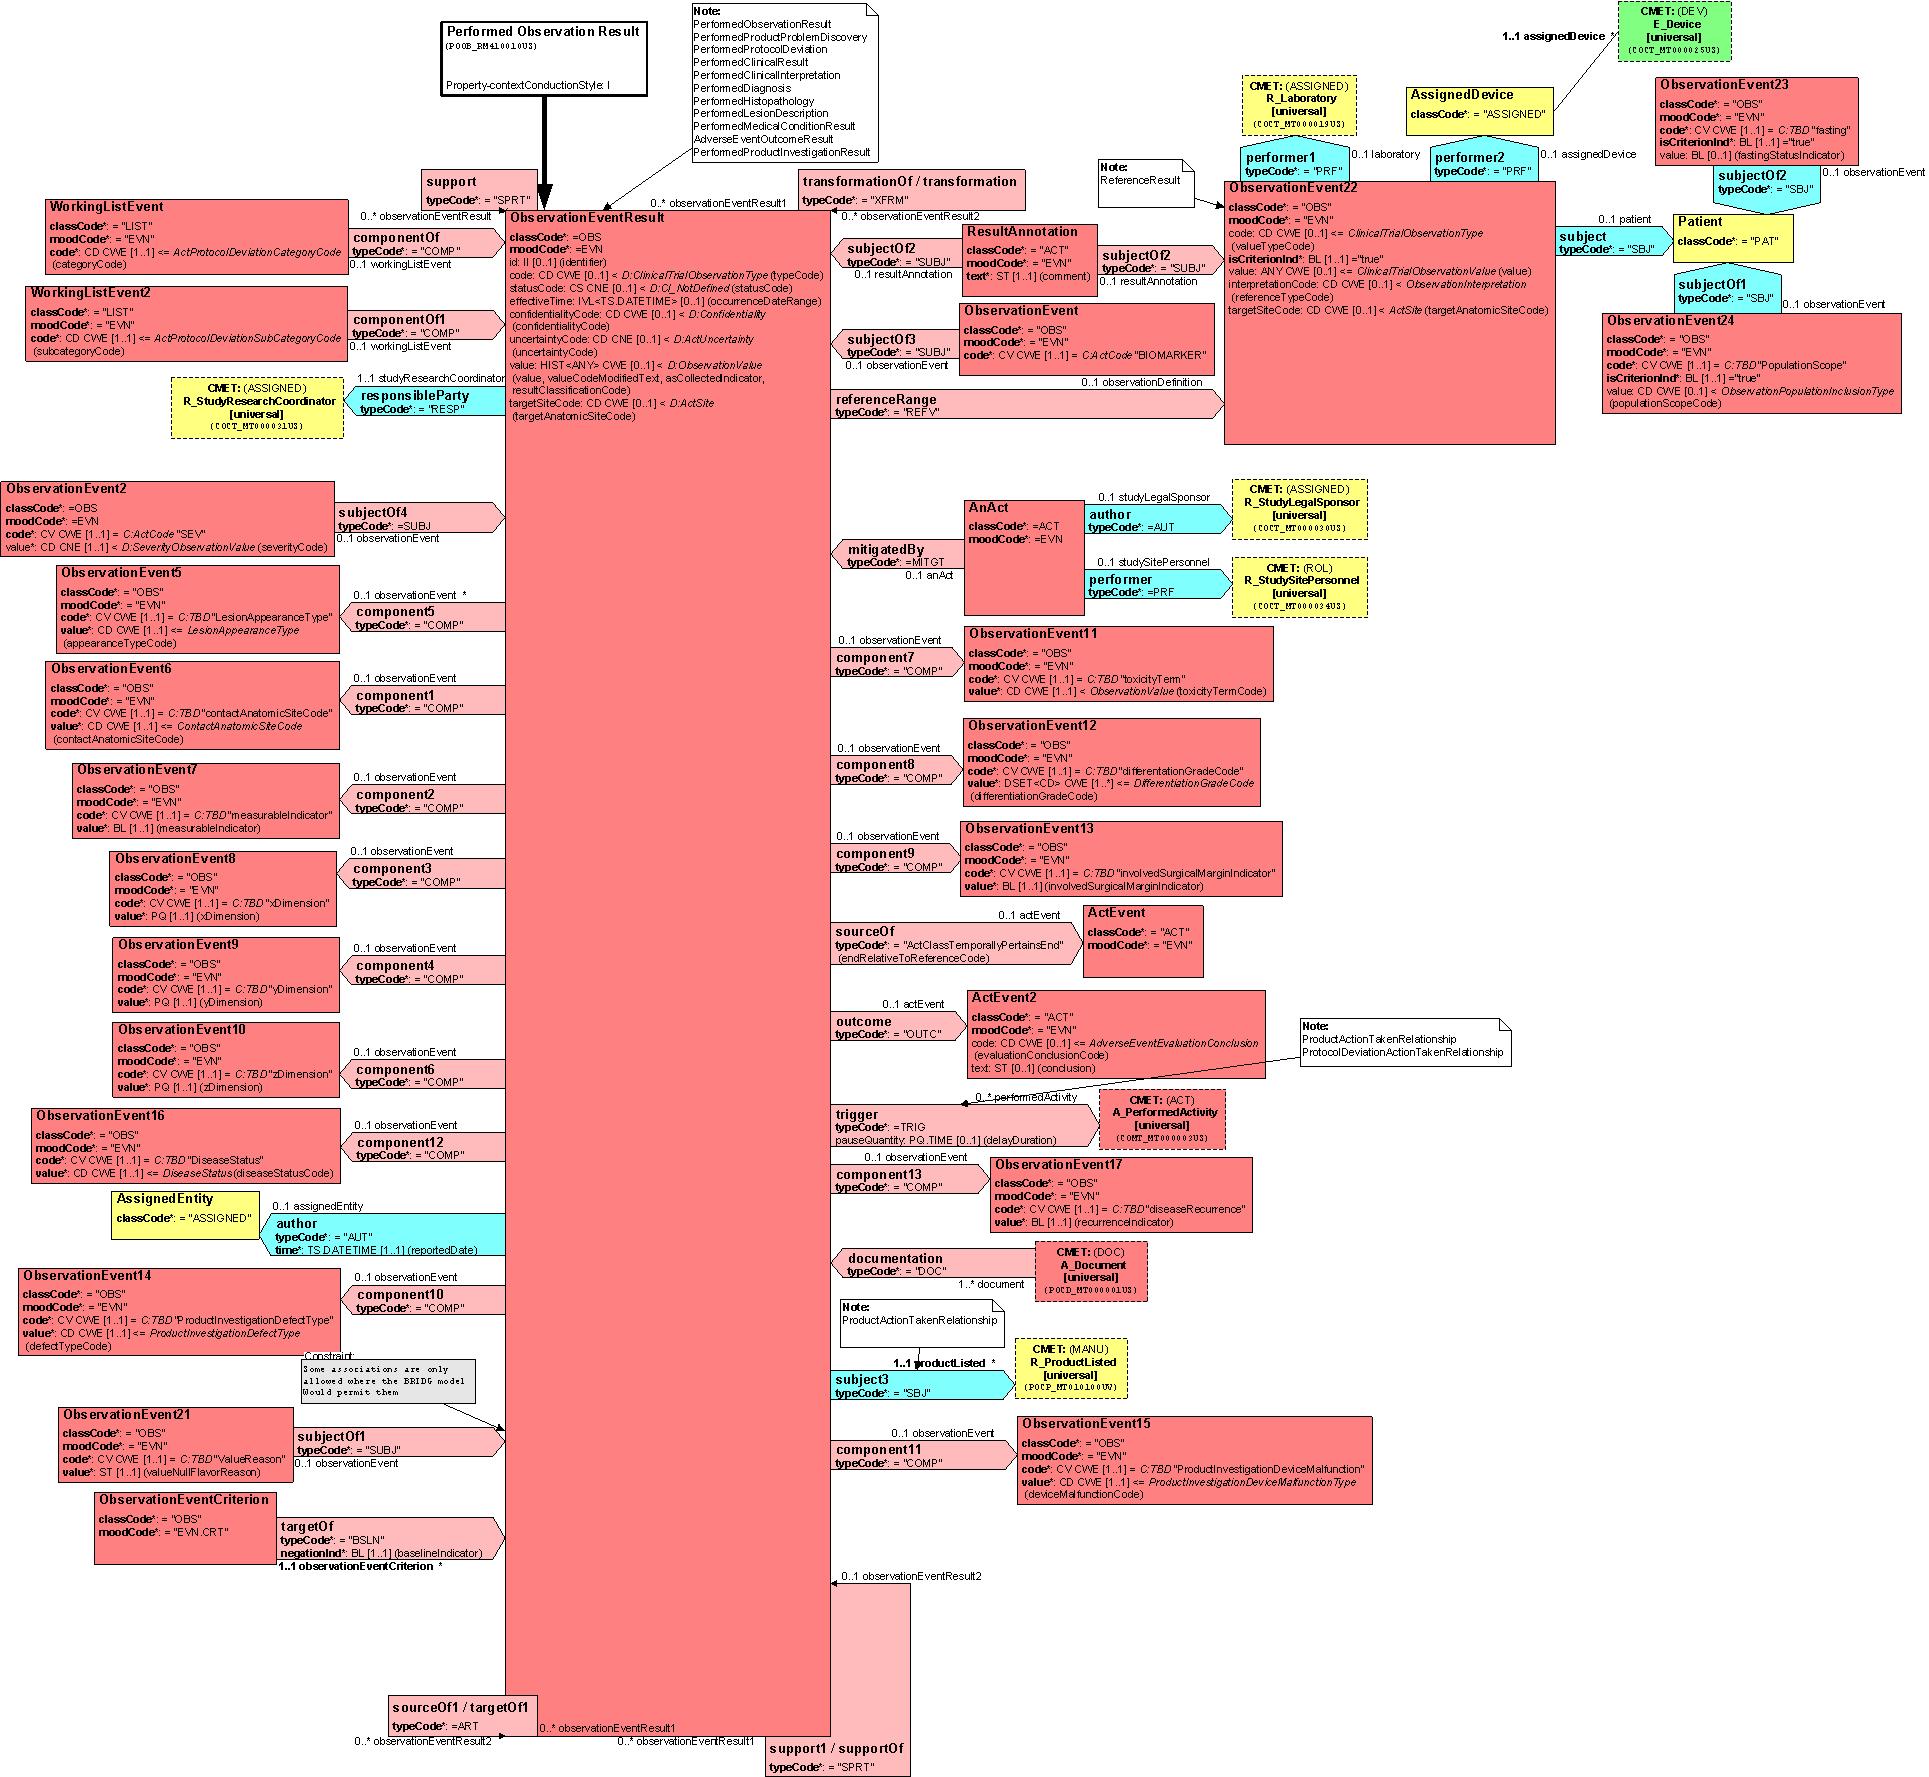 Performed Observation Result
(POOB_RM410010US)
Property-contextConductionStyle: I
Note:
PerformedObservationResult
PerformedProductProblemDiscovery
PerformedProtocolDeviation
PerformedClinicalResult
PerformedClinicalInterpretation
PerformedDiagnosis
PerformedHistopathology
PerformedLesionDescription
PerformedMedicalConditionResult
AdverseEventOutcomeResult
PerformedProductInvestigationResult
CMET: (DEV)
E_Device
[universal]
(COCT_MT000025US)
1..1 assignedDevice *
CMET: (ASSIGNED)
R_Laboratory
[universal]
(COCT_MT000019US)
AssignedDevice
classCode*: = "ASSIGNED"
ObservationEvent23
classCode*: = "OBS"
moodCode*: = "EVN"
code*: CV CWE [1..1] = C:TBD "fasting"
isCriterionInd*: BL [1..1] ="true"
value: BL [0..1] (fastingStatusIndicator)
performer1
typeCode*: = "PRF"
0..1 laboratory
performer2
typeCode*: = "PRF"
0..1 assignedDevice
subjectOf2
typeCode*: = "SBJ"
0..1 observationEvent
Note:
ReferenceResult
support
typeCode*: = "SPRT"
0..* observationEventResult
transformationOf / transformation
typeCode*: = "XFRM"
0..* observationEventResult1
0..* observationEventResult2
ObservationEventResult
classCode*: =OBS
moodCode*: =EVN
id: II [0..1] (identifier)
code: CD CWE [0..1] < D:ClinicalTrialObservationType (typeCode)
statusCode: CS CNE [0..1] < D:CI_NotDefined (statusCode)
effectiveTime: IVL<TS.DATETIME> [0..1] (occurrenceDateRange)
confidentialityCode: CD CWE [0..1] < D:Confidentiality
(confidentialityCode)
uncertaintyCode: CD CNE [0..1] < D:ActUncertainty
(uncertaintyCode)
value: HIST<ANY> CWE [0..1] < D:ObservationValue
(value, valueCodeModifiedText, asCollectedIndicator,
resultClassificationCode)
targetSiteCode: CD CWE [0..1] < D:ActSite
(targetAnatomicSiteCode)
WorkingListEvent
classCode*: = "LIST"
moodCode*: = "EVN"
code*: CD CWE [1..1] <= ActProtocolDeviationCategoryCode
(categoryCode)
componentOf
typeCode*: = "COMP"
0..1 workingListEvent
WorkingListEvent2
classCode*: = "LIST"
moodCode*: = "EVN"
code*: CD CWE [1..1] <= ActProtocolDeviationSubCategoryCode
(subcategoryCode)
componentOf1
typeCode*: = "COMP"
0..1 workingListEvent
CMET: (ASSIGNED)
R_StudyResearchCoordinator
[universal]
(COCT_MT000031US)
1..1 studyResearchCoordinator
responsibleParty
typeCode*: = "RESP"
subjectOf2
typeCode*: = "SUBJ"
0..1 resultAnnotation
ResultAnnotation
classCode*: = "ACT"
moodCode*: = "EVN"
text*: ST [1..1] (comment)
subjectOf2
typeCode*: = "SUBJ"
0..1 resultAnnotation
subjectOf3
typeCode*: = "SUBJ"
0..1 observationEvent
ObservationEvent
classCode*: = "OBS"
moodCode*: = "EVN"
code*: CV CWE [1..1] = C:ActCode "BIOMARKER"
0..1 observationDefinition
referenceRange
typeCode*: = "REFV"
ObservationEvent22
classCode*: = "OBS"
moodCode*: = "EVN"
code: CD CWE [0..1] <= ClinicalTrialObservationType
(valueTypeCode)
isCriterionInd*: BL [1..1] ="true"
value: ANY CWE [0..1] <= ClinicalTrialObservationValue (value)
interpretationCode: CD CWE [0..1] < ObservationInterpretation
(referenceTypeCode)
targetSiteCode: CD CWE [0..1] < ActSite (targetAnatomicSiteCode)
0..1 patient
subject
typeCode*: = "SBJ"
Patient
classCode*: = "PAT"
subjectOf1
typeCode*: = "SBJ"
0..1 observationEvent
ObservationEvent24
classCode*: = "OBS"
moodCode*: = "EVN"
code*: CV CWE [1..1] = C:TBD "PopulationScope"
isCriterionInd*: BL [1..1] ="true"
value: CD CWE [0..1] < ObservationPopulationInclusionType
(populationScopeCode)
ObservationEvent2
classCode*: =OBS
moodCode*: =EVN
code*: CV CWE [1..1] = C:ActCode "SEV"
value*: CD CNE [1..1] < D:SeverityObservationValue (severityCode)
subjectOf4
typeCode*: =SUBJ
0..1 observationEvent
ObservationEvent5
classCode*: = "OBS"
moodCode*: = "EVN"
code*: CV CWE [1..1] = C:TBD "LesionAppearanceType"
value*: CD CWE [1..1] <= LesionAppearanceType
(appearanceTypeCode)
0..1 observationEvent *
component5
typeCode*: = "COMP"
ObservationEvent6
classCode*: = "OBS"
moodCode*: = "EVN"
code*: CV CWE [1..1] = C:TBD "contactAnatomicSiteCode"
value*: CD CWE [1..1] <= ContactAnatomicSiteCode
(contactAnatomicSiteCode)
0..1 observationEvent
component1
typeCode*: = "COMP"
ObservationEvent7
classCode*: = "OBS"
moodCode*: = "EVN"
code*: CV CWE [1..1] = C:TBD "measurableIndicator"
value*: BL [1..1] (measurableIndicator)
0..1 observationEvent
component2
typeCode*: = "COMP"
ObservationEvent8
classCode*: = "OBS"
moodCode*: = "EVN"
code*: CV CWE [1..1] = C:TBD "xDimension"
value*: PQ [1..1] (xDimension)
0..1 observationEvent
component3
typeCode*: = "COMP"
ObservationEvent9
classCode*: = "OBS"
moodCode*: = "EVN"
code*: CV CWE [1..1] = C:TBD "yDimension"
value*: PQ [1..1] (yDimension)
0..1 observationEvent
component4
typeCode*: = "COMP"
ObservationEvent10
classCode*: = "OBS"
moodCode*: = "EVN"
code*: CV CWE [1..1] = C:TBD "zDimension"
value*: PQ [1..1] (zDimension)
0..1 observationEvent
component6
typeCode*: = "COMP"
ObservationEvent16
classCode*: = "OBS"
moodCode*: = "EVN"
code*: CV CWE [1..1] = C:TBD "DiseaseStatus"
value*: CD CWE [1..1] <= DiseaseStatus (diseaseStatusCode)
0..1 observationEvent
component12
typeCode*: = "COMP"
AssignedEntity
classCode*: = "ASSIGNED"
0..1 assignedEntity
author
typeCode*: = "AUT"
time*: TS.DATETIME [1..1] (reportedDate)
ObservationEvent14
classCode*: = "OBS"
moodCode*: = "EVN"
code*: CV CWE [1..1] = C:TBD "ProductInvestigationDefectType"
value*: CD CWE [1..1] <= ProductInvestigationDefectType
(defectTypeCode)
0..1 observationEvent
component10
typeCode*: = "COMP"
Constraint:
Some associations are only
allowed where the BRIDG model
Would permit them
ObservationEvent21
classCode*: = "OBS"
moodCode*: = "EVN"
code*: CV CWE [1..1] = C:TBD "ValueReason"
value*: ST [1..1] (valueNullFlavorReason)
subjectOf1
typeCode*: = "SUBJ"
0..1 observationEvent
ObservationEventCriterion
classCode*: = "OBS"
moodCode*: = "EVN.CRT"
targetOf
typeCode*: = "BSLN"
negationInd*: BL [1..1] (baselineIndicator)
1..1 observationEventCriterion *
mitigatedBy
typeCode*: =MITGT
0..1 anAct
AnAct
classCode*: =ACT
moodCode*: =EVN
0..1 studyLegalSponsor
author
typeCode*: =AUT
CMET: (ASSIGNED)
R_StudyLegalSponsor
[universal]
(COCT_MT000030US)
0..1 studySitePersonnel
performer
typeCode*: =PRF
CMET: (ROL)
R_StudySitePersonnel
[universal]
(COCT_MT000034US)
0..1 observationEvent
component7
typeCode*: = "COMP"
ObservationEvent11
classCode*: = "OBS"
moodCode*: = "EVN"
code*: CV CWE [1..1] = C:TBD "toxicityTerm"
value*: CD CWE [1..1] < ObservationValue (toxicityTermCode)
0..1 observationEvent
component8
typeCode*: = "COMP"
ObservationEvent12
classCode*: = "OBS"
moodCode*: = "EVN"
code*: CV CWE [1..1] = C:TBD "differentationGradeCode"
value*: DSET<CD> CWE [1..*] <= DifferentiationGradeCode
(differentiationGradeCode)
0..1 observationEvent
component9
typeCode*: = "COMP"
ObservationEvent13
classCode*: = "OBS"
moodCode*: = "EVN"
code*: CV CWE [1..1] = C:TBD "involvedSurgicalMarginIndicator"
value*: BL [1..1] (involvedSurgicalMarginIndicator)
0..1 actEvent
sourceOf
typeCode*: = "ActClassTemporallyPertainsEnd"
(endRelativeToReferenceCode)
ActEvent
classCode*: = "ACT"
moodCode*: = "EVN"
0..1 actEvent
outcome
typeCode*: = "OUTC"
ActEvent2
classCode*: = "ACT"
moodCode*: = "EVN"
code: CD CWE [0..1] <= AdverseEventEvaluationConclusion
(evaluationConclusionCode)
text: ST [0..1] (conclusion)
Note:
ProductActionTakenRelationship
ProtocolDeviationActionTakenRelationship
0..* performedActivity
trigger
typeCode*: =TRIG
pauseQuantity: PQ.TIME [0..1] (delayDuration)
CMET: (ACT)
A_PerformedActivity
[universal]
(COMT_MT000003US)
0..1 observationEvent
component13
typeCode*: = "COMP"
ObservationEvent17
classCode*: = "OBS"
moodCode*: = "EVN"
code*: CV CWE [1..1] = C:TBD "diseaseRecurrence"
value*: BL [1..1] (recurrenceIndicator)
documentation
typeCode*: = "DOC"
1..* document
CMET: (DOC)
A_Document
[universal]
(POCD_MT000001US)
Note:
ProductActionTakenRelationship
1..1 productListed *
subject3
typeCode*: = "SBJ"
CMET: (MANU)
R_ProductListed
[universal]
(POCP_MT010100UV)
0..1 observationEvent
component11
typeCode*: = "COMP"
ObservationEvent15
classCode*: = "OBS"
moodCode*: = "EVN"
code*: CV CWE [1..1] = C:TBD "ProductInvestigationDeviceMalfunction"
value*: CD CWE [1..1] <= ProductInvestigationDeviceMalfunctionType
(deviceMalfunctionCode)
0..1 observationEventResult2
sourceOf1 / targetOf1
typeCode*: =ART
0..* observationEventResult1
0..* observationEventResult2
0..* observationEventResult1
support1 / supportOf
typeCode*: = "SPRT"